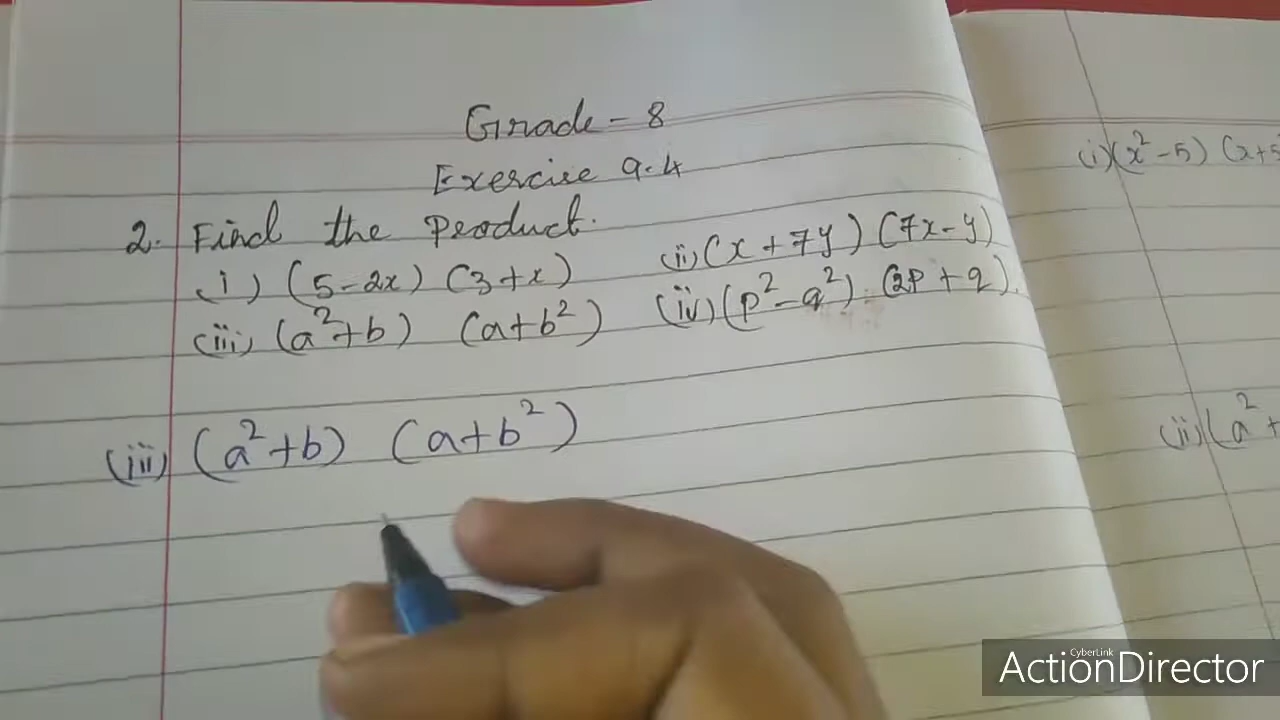 Grade - 8
Exercise 9.4
2. Find the product.
(i) (5-2x) (3+x) (ii) (x+7y) (7x-y)
(iii) (a²+b) (a+b²) (iv) (p²-q²) (2p+q).
(iii) (a²+b) (a+b²)
(i) (x²-5) (x+5
(ii) (a²+
CyberLink
ActionDirector